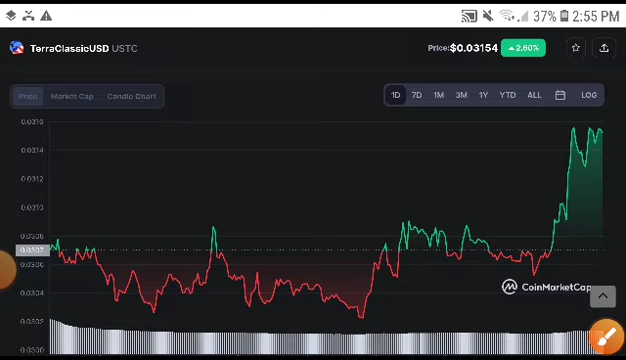 37% 2:55 PM
TerraClassicUSD USTC Price:$0.03154 2.60%
Price Market Cap Candle Chart 1D 7D 1M 3M 1Y YTD ALL LOG
0.0316
0.0314
0.0312
0.0310
0.0308
0.0307
0.0306
0.0304
CoinMarketCap
0.0302
0.0300